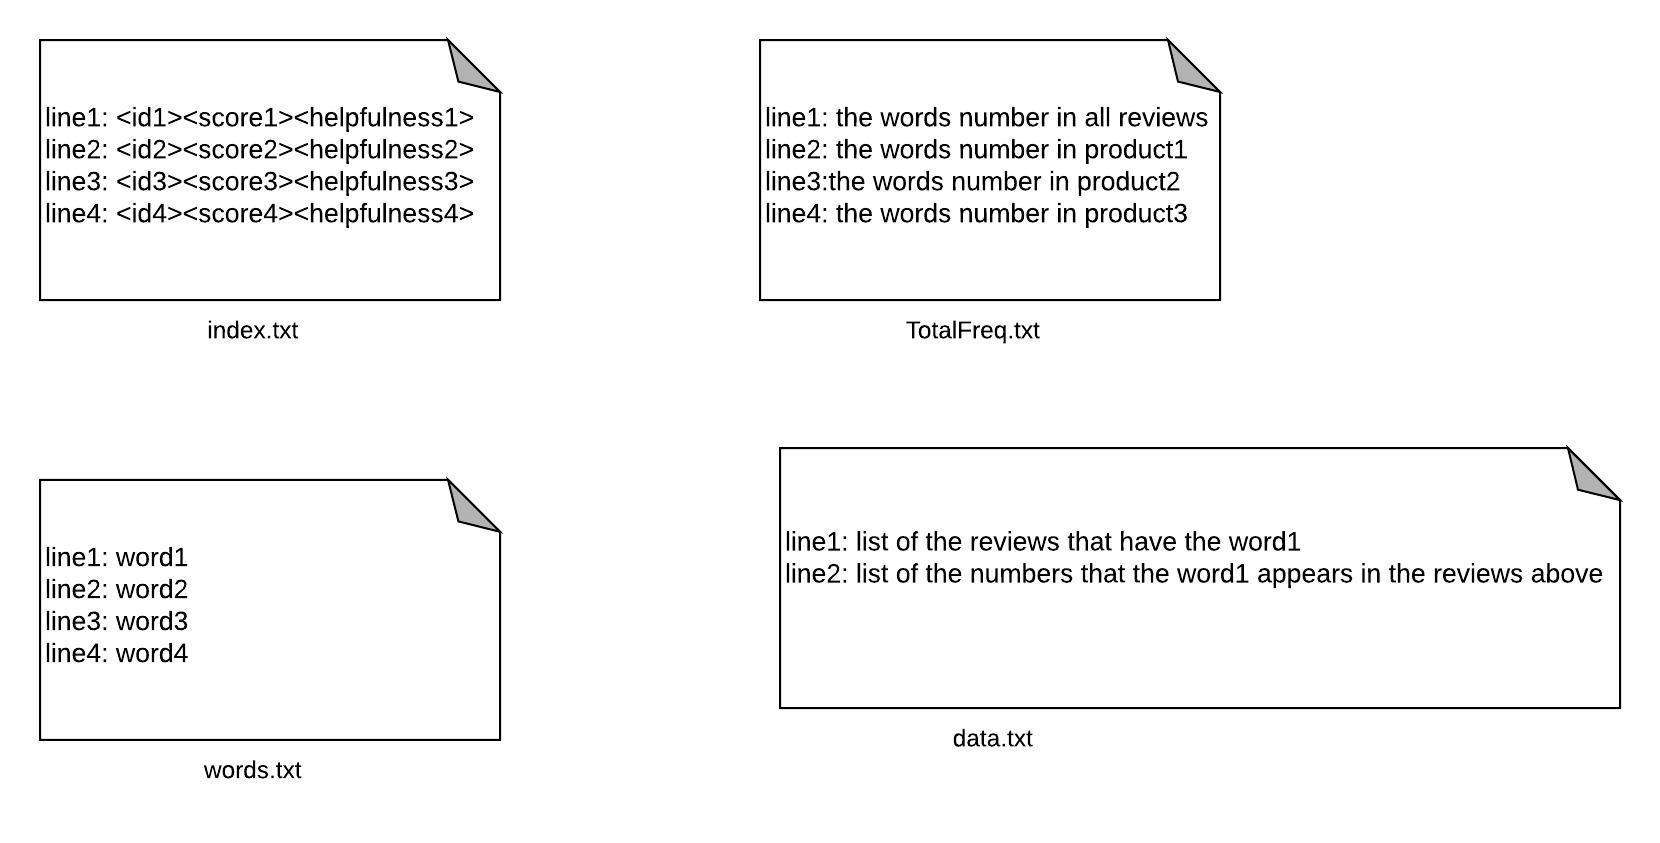 line1: <id1><score1><helpfulness1>
line2: <id2><score2><helpfulness2>
line3: <id3><score3><helpfulness3>
line4: <id4><score4><helpfulness4>
index.txt
line1: the words number in all reviews
line2: the words number in product1
line3:the words number in product2
line4: the words number in product3
TotalFreq.txt
line1: word1
line2: word2
line3: word3
line4: word4
words.txt
line1: list of the reviews that have the word1
line2: list of the numbers that the word1 appears in the reviews above
data.txt